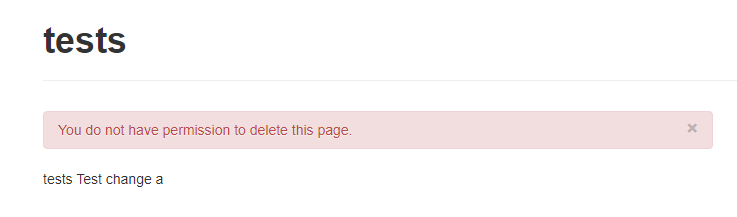 tests
You do not have permission to delete this page.
tests Test change a